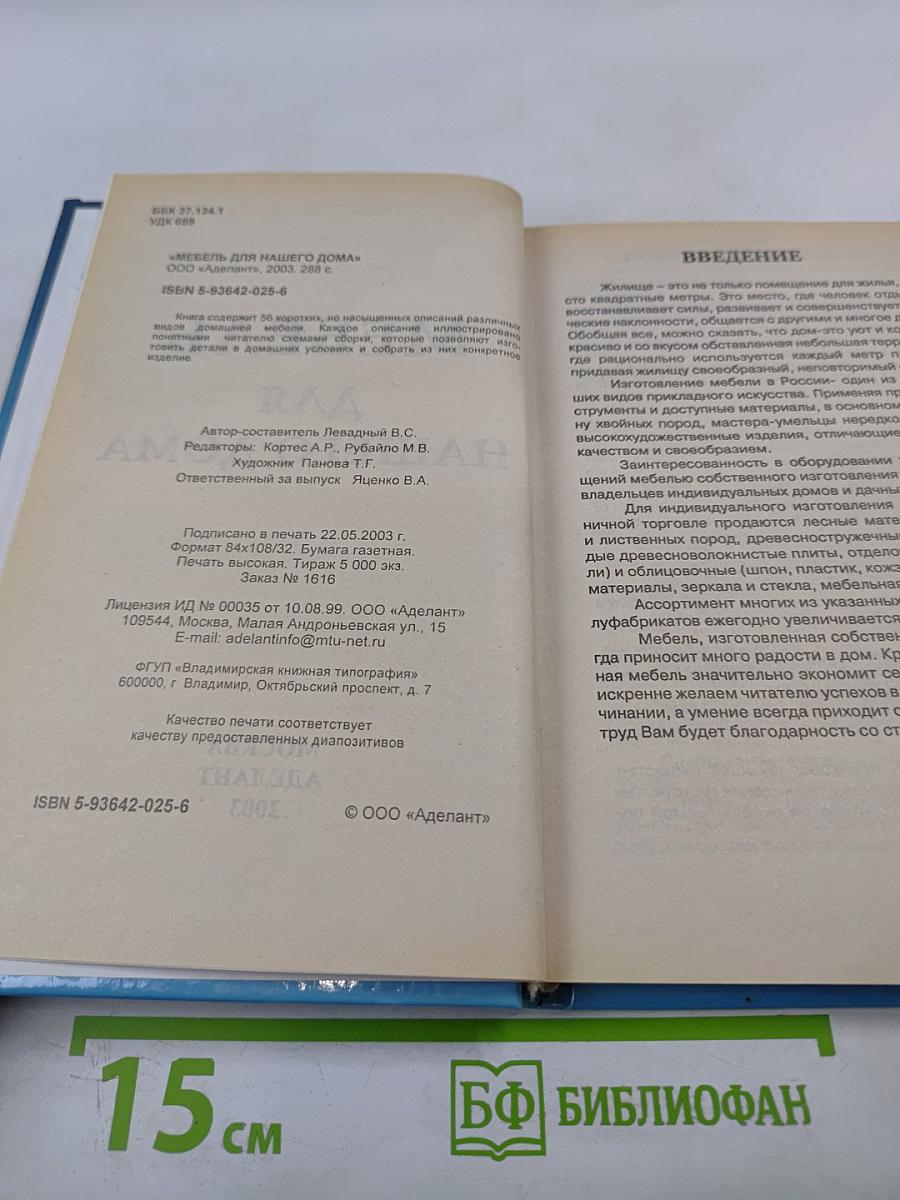 ББК 37.134.1
УДК 689
«МЕБЕЛЬ ДЛЯ НАШЕГО ДОМА»
ООО «Аделант», 2003. 288 с.
ISBN 5-93642-025-6
Книга содержит 56 коротких, но насыщенных описаний различных
видов домашней мебели. Каждое описание иллюстрировано
понятными читателю схемами сборки, которые позволяют изго-
товить детали в домашних условиях и собрать из них конкретное
изделие
Автор-составитель Левадный В.С.
Редакторы: Кортес А.Р., Рубайло М.В.
Художник Панова Т.Г.
Ответственный за выпуск Яценко В.А.
Подписано в печать 22.05.2003 г.
Формат 84x108/32. Бумага газетная.
Печать высокая. Тираж 5 000 экз.
Заказ № 1616
Лицензия ИД № 00035 от 10.08.99. ООО «Аделант»
109544, Москва, Малая Андроньевская ул., 15
E-mail: adelantinfo@mtu-net.ru
ФГУП «Владимирская книжная типография»
600000, г Владимир, Октябрьский проспект, д. 7
Качество печати соответствует
качеству предоставленных диапозитивов
ISBN 5-93642-025-6
© ООО «Аделант»
ВВЕДЕНИЕ
Жилище – это не только помещение для жилья,
сто квадратные метры. Это место, где человек отды
восстанавливает силы, развивает и совершенствует
ческие наклонности, общается с другими и многое д
Обобщая все, можно сказать, что дом-это уют и ко
красиво и со вкусом обставленная небольшая терр
где рационально используется каждый метр п
придавая жилищу своеобразный, неповторимый
Изготовление мебели в России- один из
ших видов прикладного искусства. Применяя пр
струменты и доступные материалы, в основном
ну хвойных пород, мастера-умельцы нередко
высокохудожественные изделия, отличающие
качеством и своеобразием.
Заинтересованность в оборудовании
щений мебелью собственного изготовления
владельцев индивидуальных домов и дачны
Для индивидуального изготовления
ничной торговле продаются лесные мате
и лиственных пород, древесностружечны
дые древесноволокнистые плиты, отдело
ли) и облицовочные (шпон, пластик, кожз
материалы, зеркала и стекла, мебельная
Ассортимент многих из указанных
луфабрикатов ежегодно увеличивается
Мебель, изготовленная собствен
гда приносит много радости в дом. Кр
ная мебель значительно экономит се
искренне желаем читателю успехов в
чинании, а умение всегда приходит с
труд Вам будет благодарность со ст
15 см
БФ БИБЛИОФАН